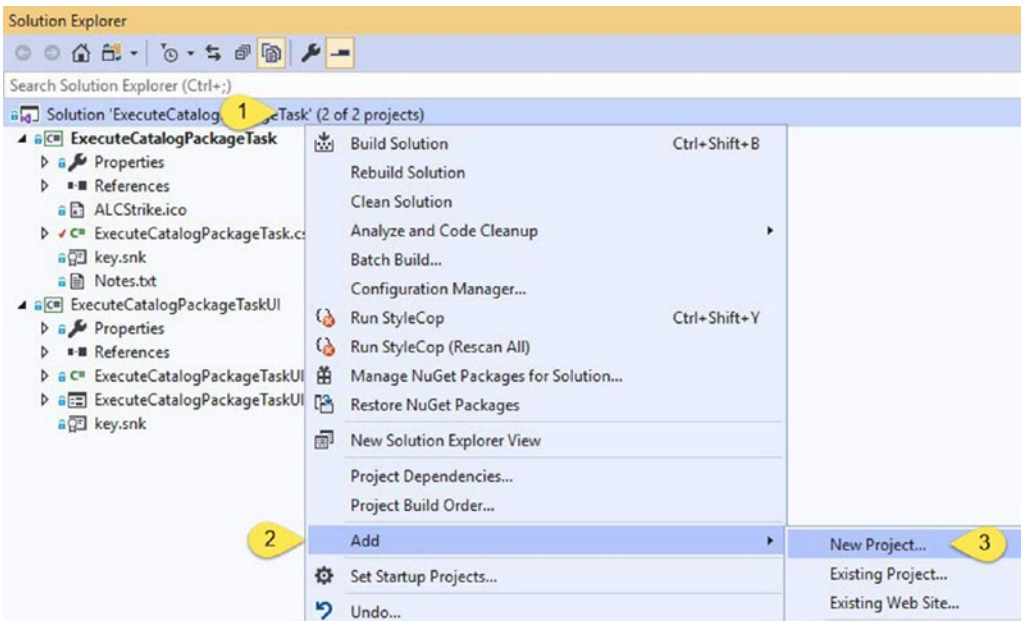 Solution Explorer
Search Solution Explorer (Ctrl+;)
Solution 'ExecuteCatalog 1 eTask' (2 of 2 projects)
ExecuteCatalogPackageTask
Properties
References
ALCStrike.ico
C# ExecuteCatalogPackageTask.cs
key.snk
Notes.txt
ExecuteCatalogPackageTaskUI
Properties
References
C# ExecuteCatalogPackageTaskUI
ExecuteCatalogPackageTaskUI
key.snk
Build Solution Ctrl+Shift+B
Rebuild Solution
Clean Solution
Analyze and Code Cleanup
Batch Build...
Configuration Manager...
Run StyleCop Ctrl+Shift+Y
Run StyleCop (Rescan All)
Manage NuGet Packages for Solution...
Restore NuGet Packages
New Solution Explorer View
Project Dependencies...
Project Build Order...
2 Add
Set Startup Projects...
Undo...
New Project... 3
Existing Project...
Existing Web Site...